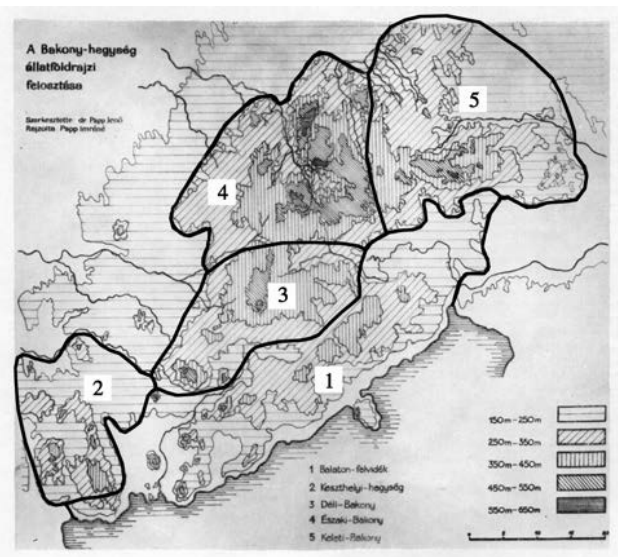 A Bakony-hegység
állatföldrajzi
felosztása
Szerkesztette dr Papp Jenő
Rajzolta Papp Jenőné
5
4
3
2
1
150m-250m
250m-350m
350m-450m
450m-550m
550m-650m
1 Balaton-felvidék
2 Keszthelyi-hegység
3 Déli-Bakony
4 Északi-Bakony
5 Keleti-Bakony